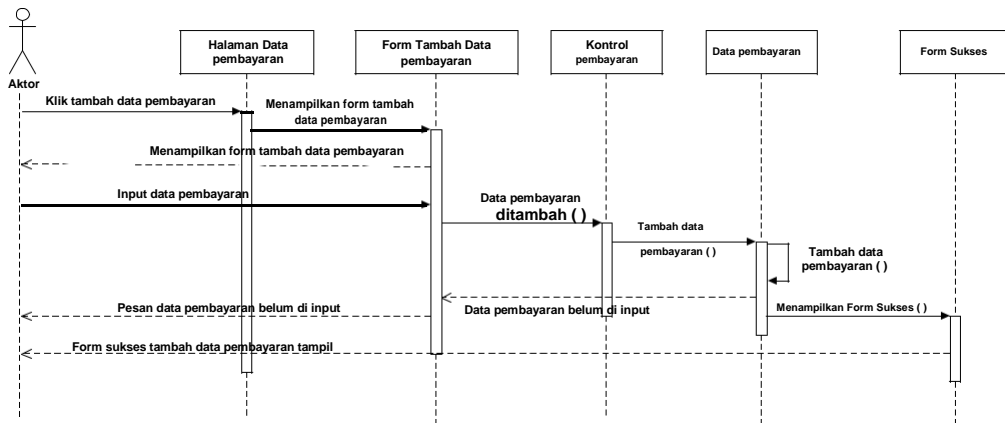 Aktor
Halaman Data
pembayaran
Form Tambah Data
pembayaran
Kontrol
pembayaran
Data pembayaran
Form Sukses
Klik tambah data pembayaran
Menampilkan form tambah
data pembayaran
Menampilkan form tambah data pembayaran
Input data pembayaran
Data pembayaran
ditambah ( )
Tambah data
pembayaran ( )
Tambah data
pembayaran ( )
Data pembayaran belum di input
Pesan data pembayaran belum di input
Menampilkan Form Sukses ( )
Form sukses tambah data pembayaran tampil